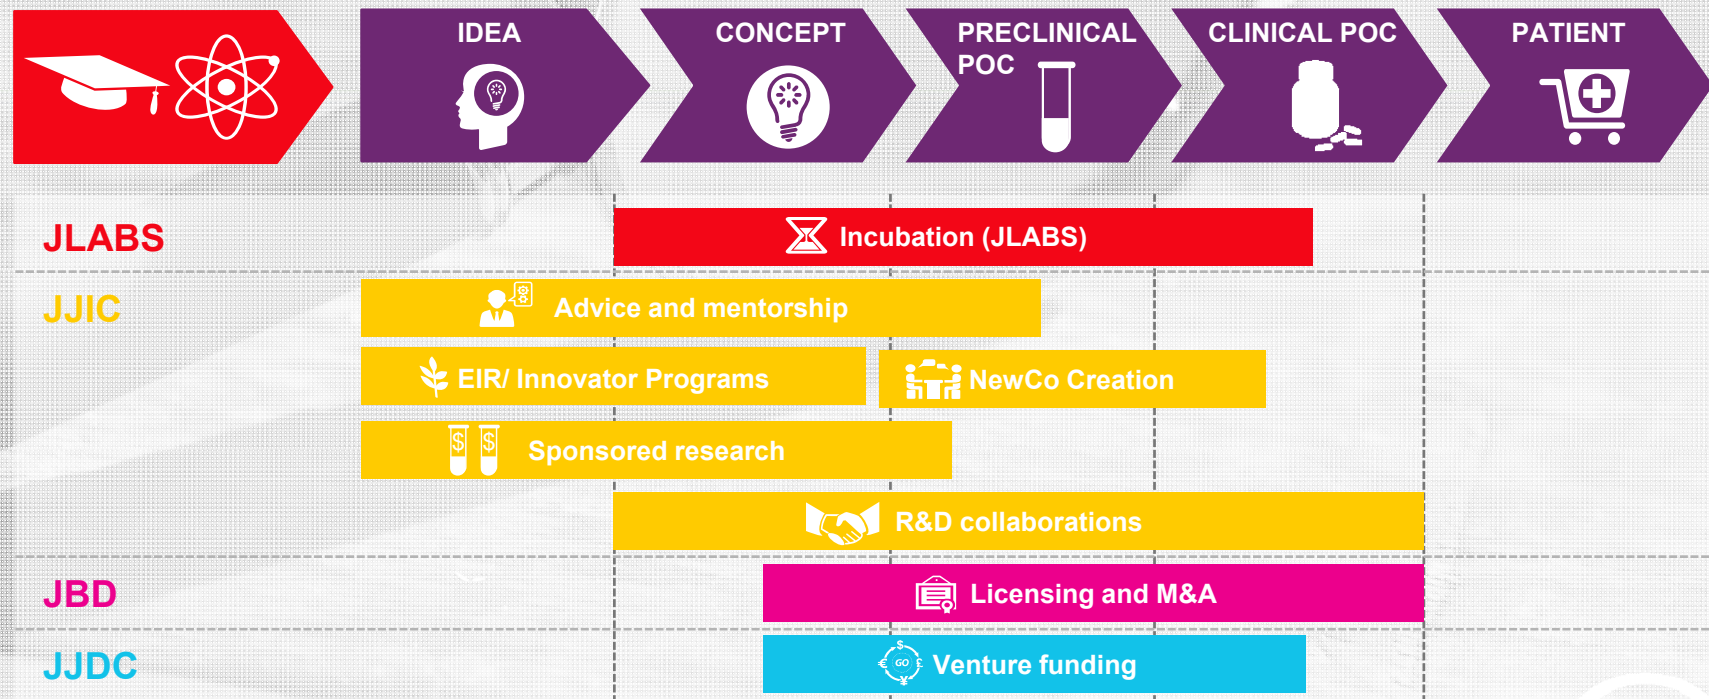 IDEA
CONCEPT
PRECLINICAL
POC
CLINICAL POC
PATIENT
JLABS
Incubation (JLABS)
JJIC
Advice and mentorship
EIR/ Innovator Programs
NewCo Creation
$ $
Sponsored research
R&D collaborations
JBD
Licensing and M&A
JJDC
$
€ GO £
¥
Venture funding